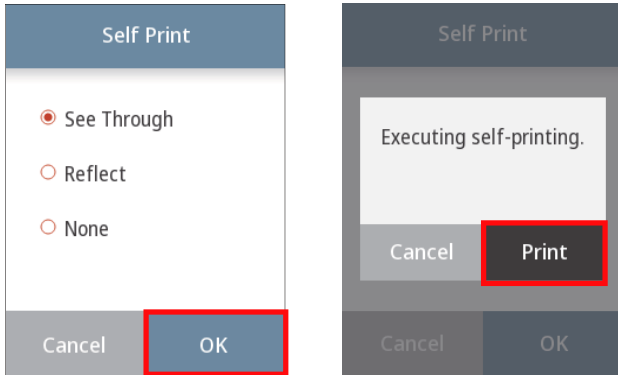 Self Print
See Through
Reflect
None
Cancel
OK
Self Print
Executing self-printing.
Cancel
Print
Cancel
OK